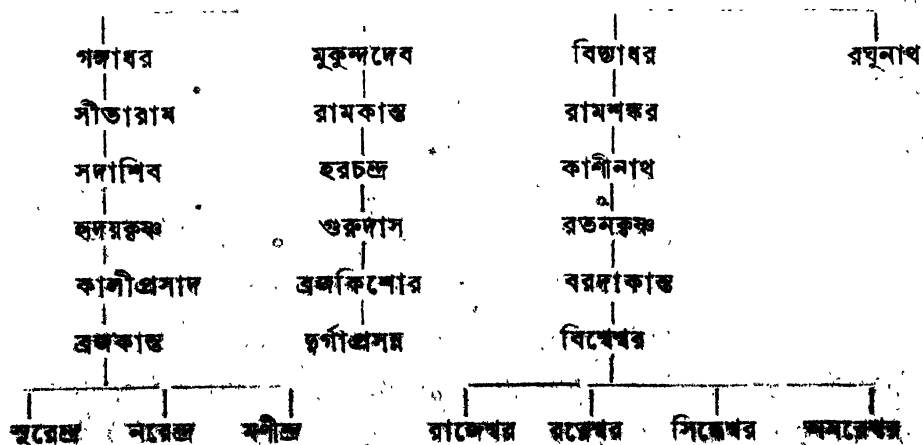 গঙ্গাধর মুকুন্দদেব বিদ্যাধর রঘুনাথ
সীতারাম রামকান্ত রামশঙ্কর
সদাশিব হরচন্দ্র কাশীনাথ
হৃদয়কৃষ্ণ গুরুদাস রতনকৃষ্ণ
কালীপ্রসাদ ব্রজকিশোর বরদাকান্ত
ব্রজকান্ত দুর্গাপ্রসন্ন বিশ্বেশ্বর
সুরেন্দ্র নরেন্দ্র মণীন্দ্র রাজেশ্বর রত্নেশ্বর সিদ্ধেশ্বর অমরেশ্বর